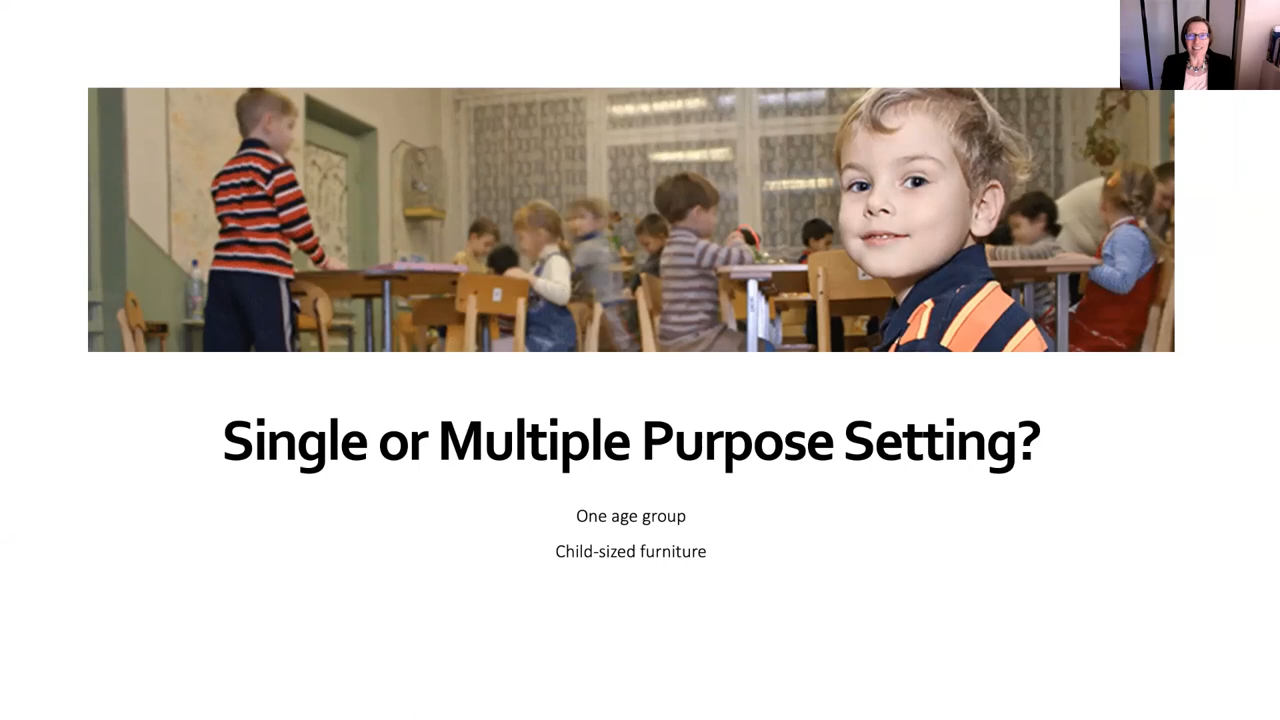 Single or Multiple Purpose Setting?
One age group
Child-sized furniture